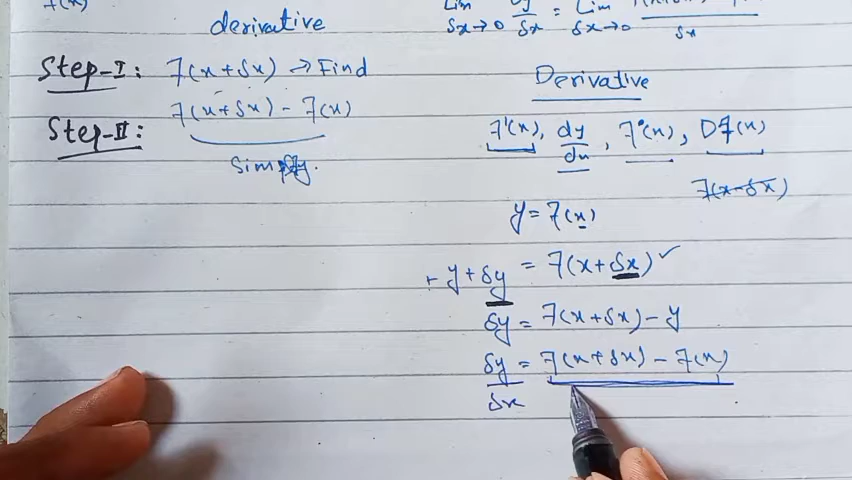 f(x)
derivative
Lim δx→0 δy/δx = Lim δx→0 / δx
Step-I: f(x+δx) → Find
Step-II: f(x+δx) - f(x)
Simplify.
Derivative
f'(x), dy/dx, f°(x), Df(x)
f(x-δx)
y = f(x)
+ y+δy = f(x+δx) ✓
δy = f(x+δx) - y
δy/δx = f(x+δx) - f(x)